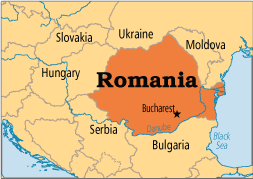 Ukraine
Slovakia
Moldova
Hungary
Romania
Bucharest
Danube
Serbia
Bulgaria
Black
Sea